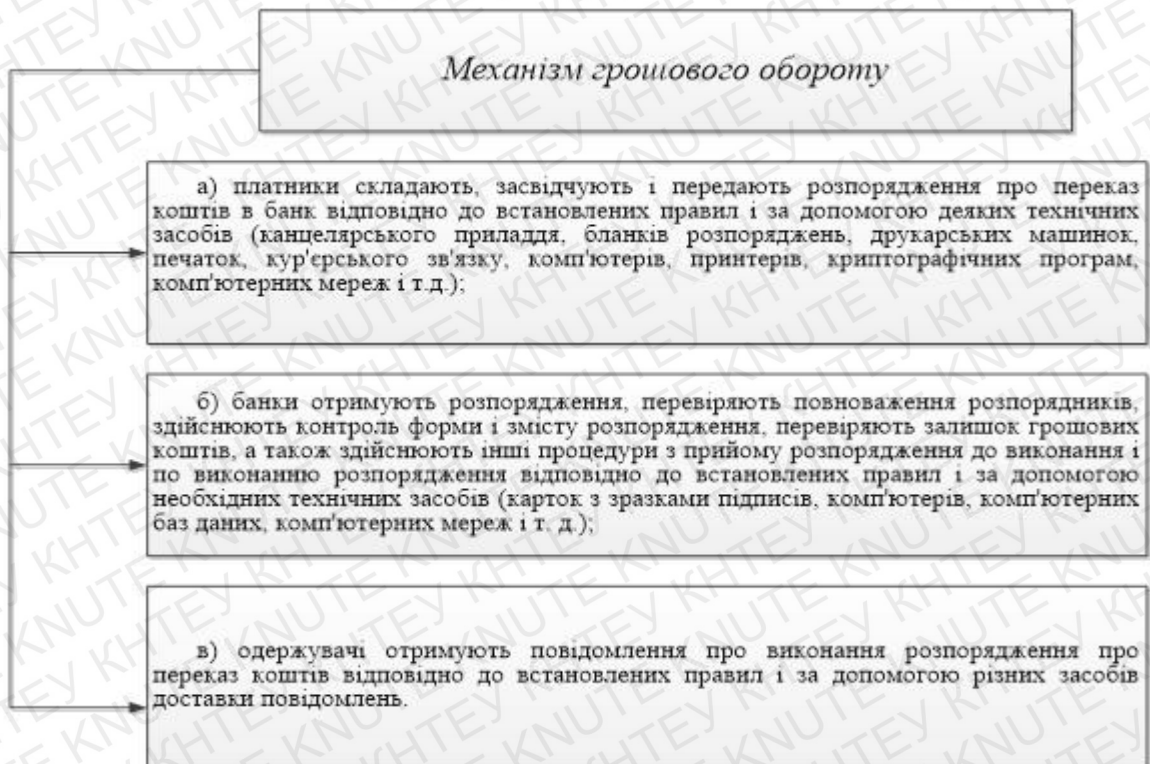 Механізм грошового обороту
а) платники складають, засвідчують і передають розпорядження про переказ
коштів в банк відповідно до встановлених правил і за допомогою деяких технічних
засобів (канцелярського приладдя, бланків розпоряджень, друкарських машинок,
печаток, кур'єрського зв'язку, комп'ютерів, принтерів, криптографічних програм,
комп'ютерних мереж і т.д.);
б) банки отримують розпорядження, перевіряють повноваження розпорядників,
здійснюють контроль форми і змісту розпорядження, перевіряють залишок грошових
коштів, а також здійснюють інші процедури з прийому розпорядження до виконання і
по виконанню розпорядження відповідно до встановлених правил і за допомогою
необхідних технічних засобів (карток з зразками підписів, комп'ютерів, комп'ютерних
баз даних, комп'ютерних мереж і т. д.);
в) одержувачі отримують повідомлення про виконання розпорядження про
переказ коштів відповідно до встановлених правил і за допомогою різних засобів
доставки повідомлень.